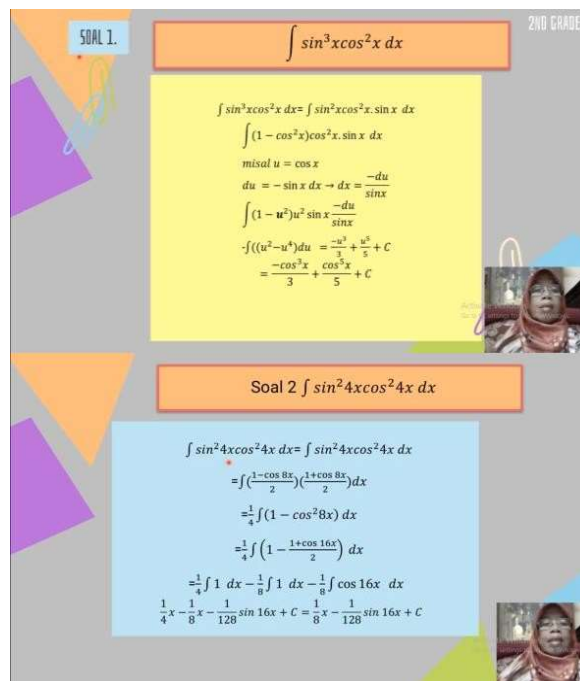 SOAL 1.
2ND GRADE
∫ sin³xcos²x dx
∫ sin³xcos²x dx= ∫ sin²xcos²x. sin x dx
∫(1 − cos²x)cos²x. sin x dx
misal u = cos x
du = − sin x dx → dx = −du/sinx
∫(1 − u²)u² sin x −du/sinx
-∫((u²−u⁴)du = −u³/3 + u⁵/5 + C
= −cos³x/3 + cos⁵x/5 + C
Soal 2 ∫ sin²4xcos²4x dx
∫ sin²4xcos²4x dx= ∫ sin²4xcos²4x dx
=∫(1−cos 8x/2)(1+cos 8x/2)dx
=1/4 ∫(1 − cos²8x) dx
=1/4 ∫ (1 − 1+cos 16x/2) dx
=1/4 ∫ 1 dx − 1/8 ∫ 1 dx − 1/8 ∫ cos 16x dx
1/4 x − 1/8 x − 1/128 sin 16x + C = 1/8 x − 1/128 sin 16x + C